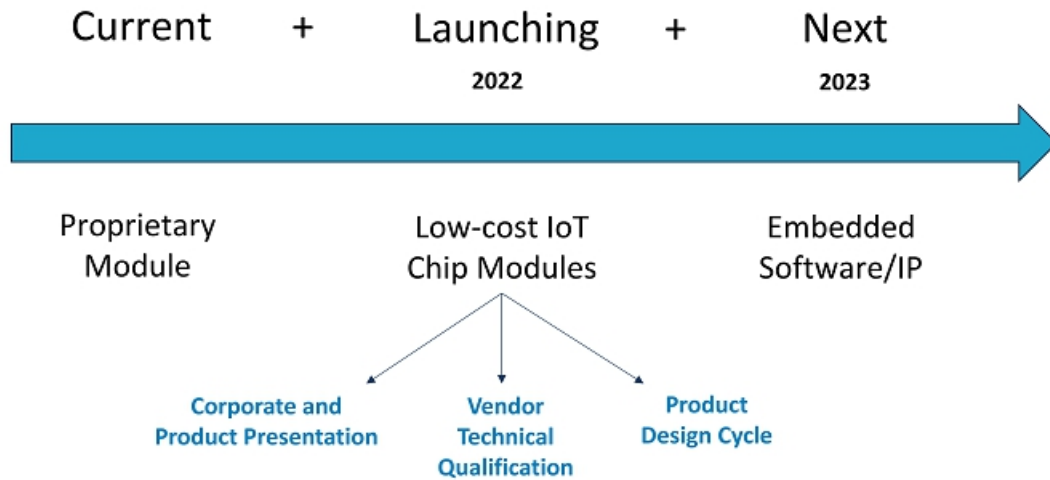 Current + Launching + Next
2022 2023
Proprietary Low-cost IoT Embedded
Module Chip Modules Software/IP
Corporate and Vendor Product
Product Presentation Technical Design Cycle
Qualification